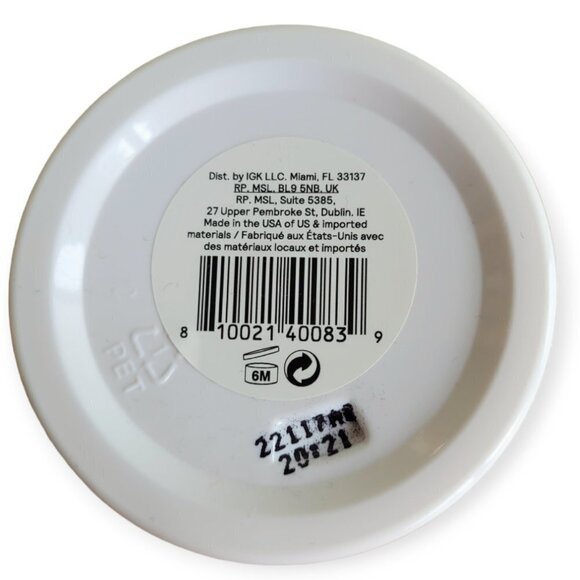 Dist. by IGK LLC. Miami, FL 33137
RP. MSL. BL9 5NB. UK
RP. MSL, Suite 5385,
27 Upper Pembroke St, Dublin. IE
Made in the USA of US & imported
materials / Fabriqué aux États-Unis avec
des matériaux locaux et importés
8 10021 40083 9
6M
PET